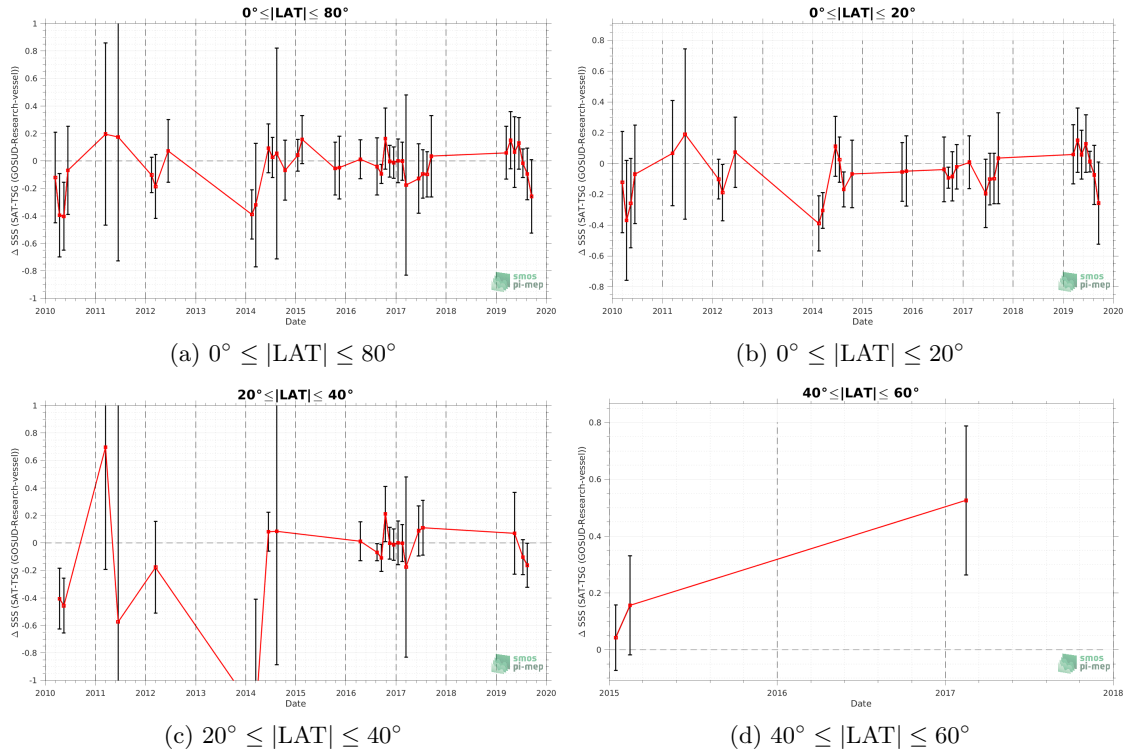 0°≤|LAT|≤ 80°
Δ SSS (SAT-TSG (GOSUD-Research-vessel))
1
0.8
0.6
0.4
0.2
0
-0.2
-0.4
-0.6
-0.8
-1
2010 2011 2012 2013 2014 2015 2016 2017 2018 2019 2020
Date
smos
pi-mep
(a) 0° ≤ |LAT| ≤ 80°
0°≤|LAT|≤ 20°
Δ SSS (SAT-TSG (GOSUD-Research-vessel))
0.8
0.6
0.4
0.2
0
-0.2
-0.4
-0.6
-0.8
2010 2011 2012 2013 2014 2015 2016 2017 2018 2019 2020
Date
smos
pi-mep
(b) 0° ≤ |LAT| ≤ 20°
20°≤|LAT|≤ 40°
Δ SSS (SAT-TSG (GOSUD-Research-vessel))
1
0.8
0.6
0.4
0.2
0
-0.2
-0.4
-0.6
-0.8
-1
2010 2011 2012 2013 2014 2015 2016 2017 2018 2019 2020
Date
smos
pi-mep
(c) 20° ≤ |LAT| ≤ 40°
40°≤|LAT|≤ 60°
Δ SSS (SAT-TSG (GOSUD-Research-vessel))
0.8
0.6
0.4
0.2
0
2015 2016 2017 2018
Date
smos
pi-mep
(d) 40° ≤ |LAT| ≤ 60°